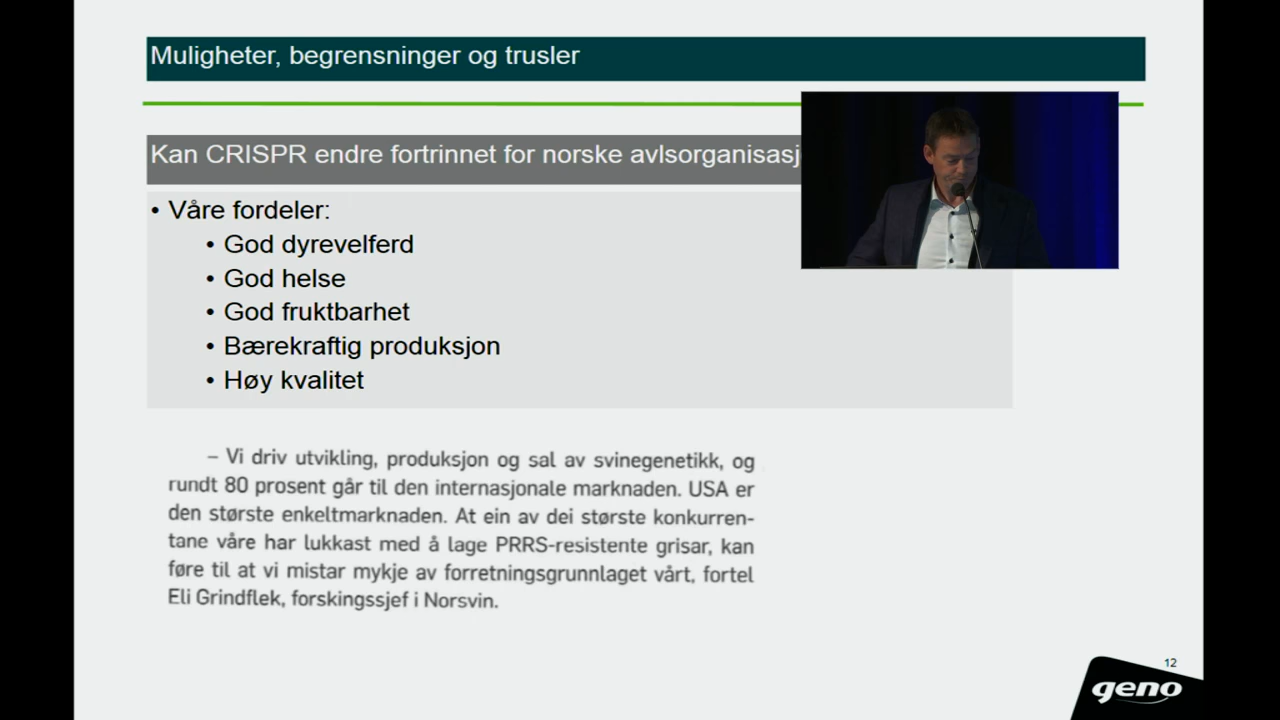 Muligheter, begrensninger og trusler
Kan CRISPR endre fortrinnet for norske
• Våre fordeler:
• God dyrevelferd
• God helse
• God fruktbarhet
• Bærekraftig produksjon
• Høy kvalitet
– Vi driv utvikling, produksjon og sal av svinegenetikk, og
rundt 80 prosent går til den internasjonale marknaden. USA er
den største enkeltmarknaden. At ein av dei største konkurren-
tane våre har lukkast med å lage PRRS-resistente grisar, kan
føre til at vi mistar mykje av forretningsgrunnlaget vårt, fortel
Eli Grindflek, forskingssjef i Norsvin.
12
geno